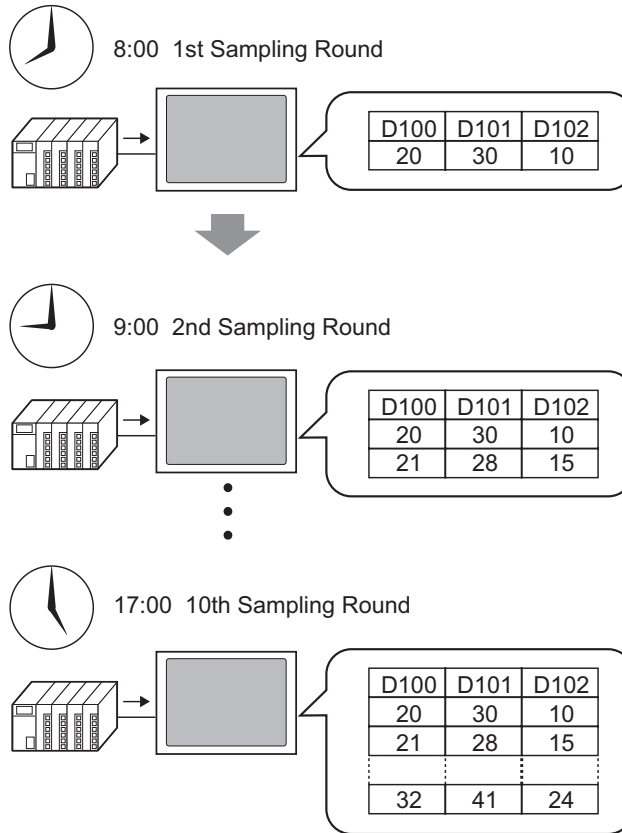 8:00 1st Sampling Round
D100 D101 D102
20 30 10
9:00 2nd Sampling Round
D100 D101 D102
20 30 10
21 28 15
17:00 10th Sampling Round
D100 D101 D102
20 30 10
21 28 15
32 41 24